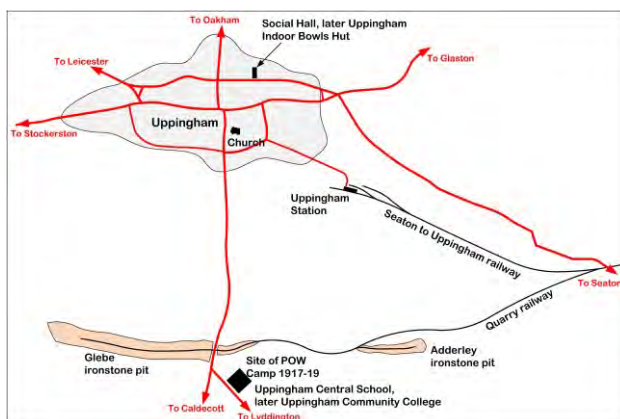 To Oakham
Social Hall, later Uppingham
Indoor Bowls Hut
To Leicester
To Glaston
To Stockerston
Uppingham
Church
Uppingham
Station
Seaton to Uppingham railway
To Seaton
Quarry railway
Glebe
ironstone pit
Site of POW
Camp 1917-19
Adderley
ironstone pit
Uppingham Central School,
later Uppingham Community College
To Caldecott
To Lyddington